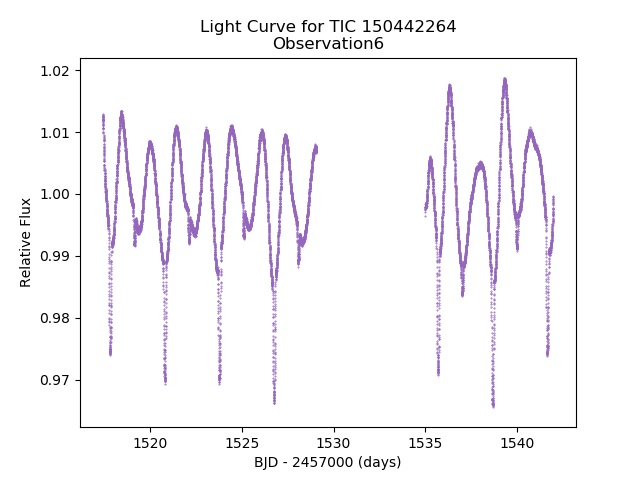 Light Curve for TIC 150442264
Observation6
1.02
1.01
1.00
0.99
0.98
0.97
Relative Flux
1520
1525
1530
1535
1540
BJD - 2457000 (days)